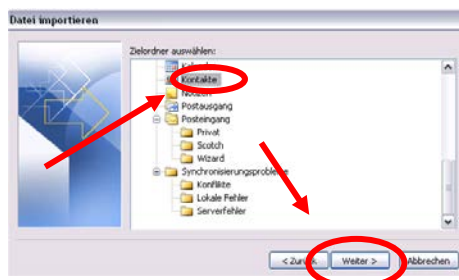 Datei importieren
Zielordner auswählen:
Kalender
Kontakte
Notizen
Postausgang
Posteingang
Privat
Scotch
Wizard
Synchronisierungsprobleme
Konflikte
Lokale Fehler
Serverfehler
< Zurück Weiter > Abbrechen